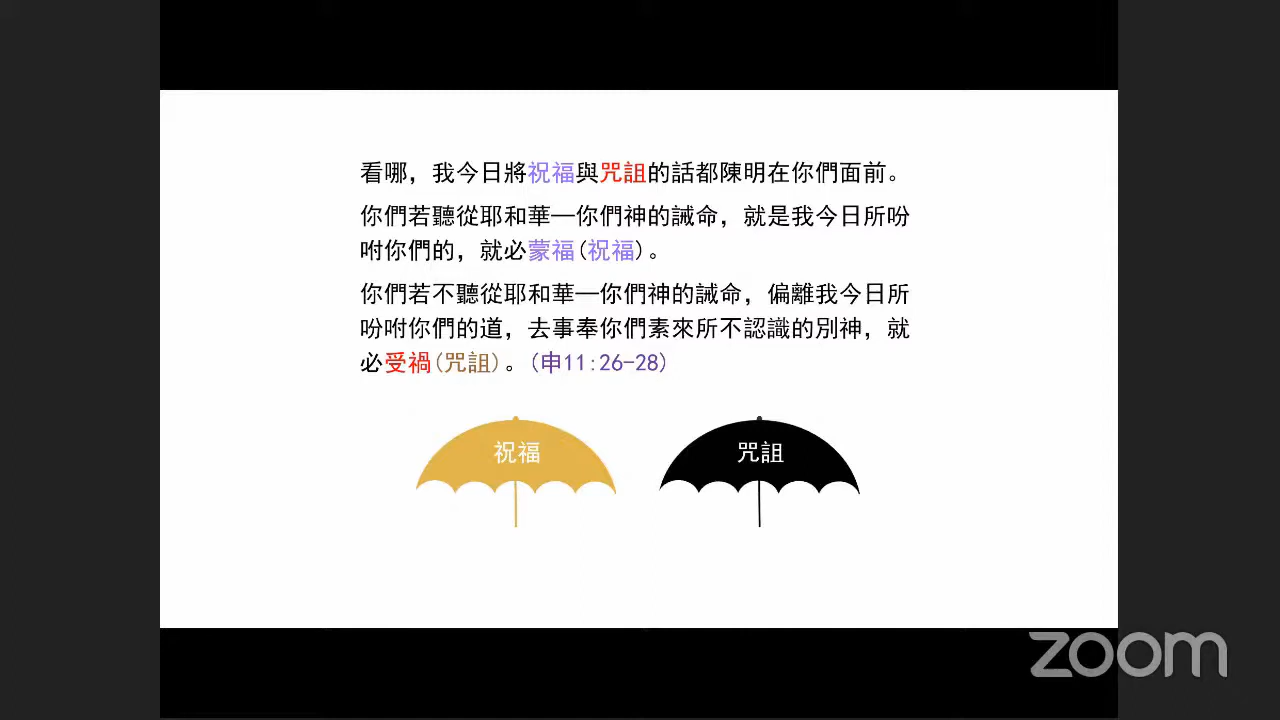 看哪，我今日將祝福與咒詛的話都陳明在你們面前。
你們若聽從耶和華—你們神的誡命，就是我今日所吩
咐你們的，就必蒙福(祝福)。
你們若不聽從耶和華—你們神的誡命，偏離我今日所
吩咐你們的道，去事奉你們素來所不認識的別神，就
必受禍(咒詛)。(申11:26-28)
祝福
咒詛
zoom